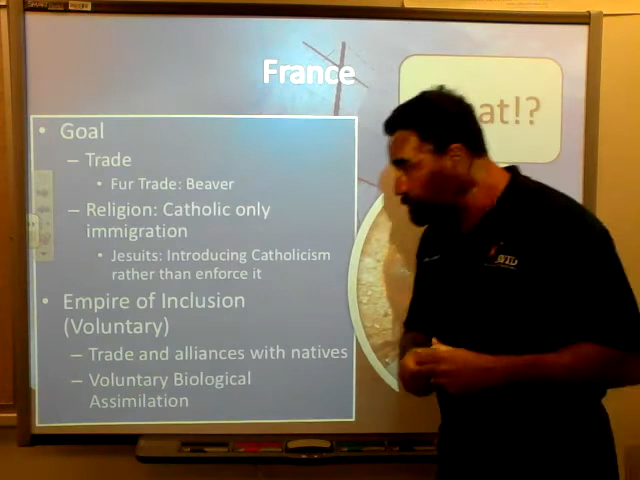 France
at!?
• Goal
– Trade
• Fur Trade: Beaver
– Religion: Catholic only
immigration
• Jesuits: Introducing Catholicism
rather than enforce it
• Empire of Inclusion
(Voluntary)
– Trade and alliances with natives
– Voluntary Biological
Assimilation